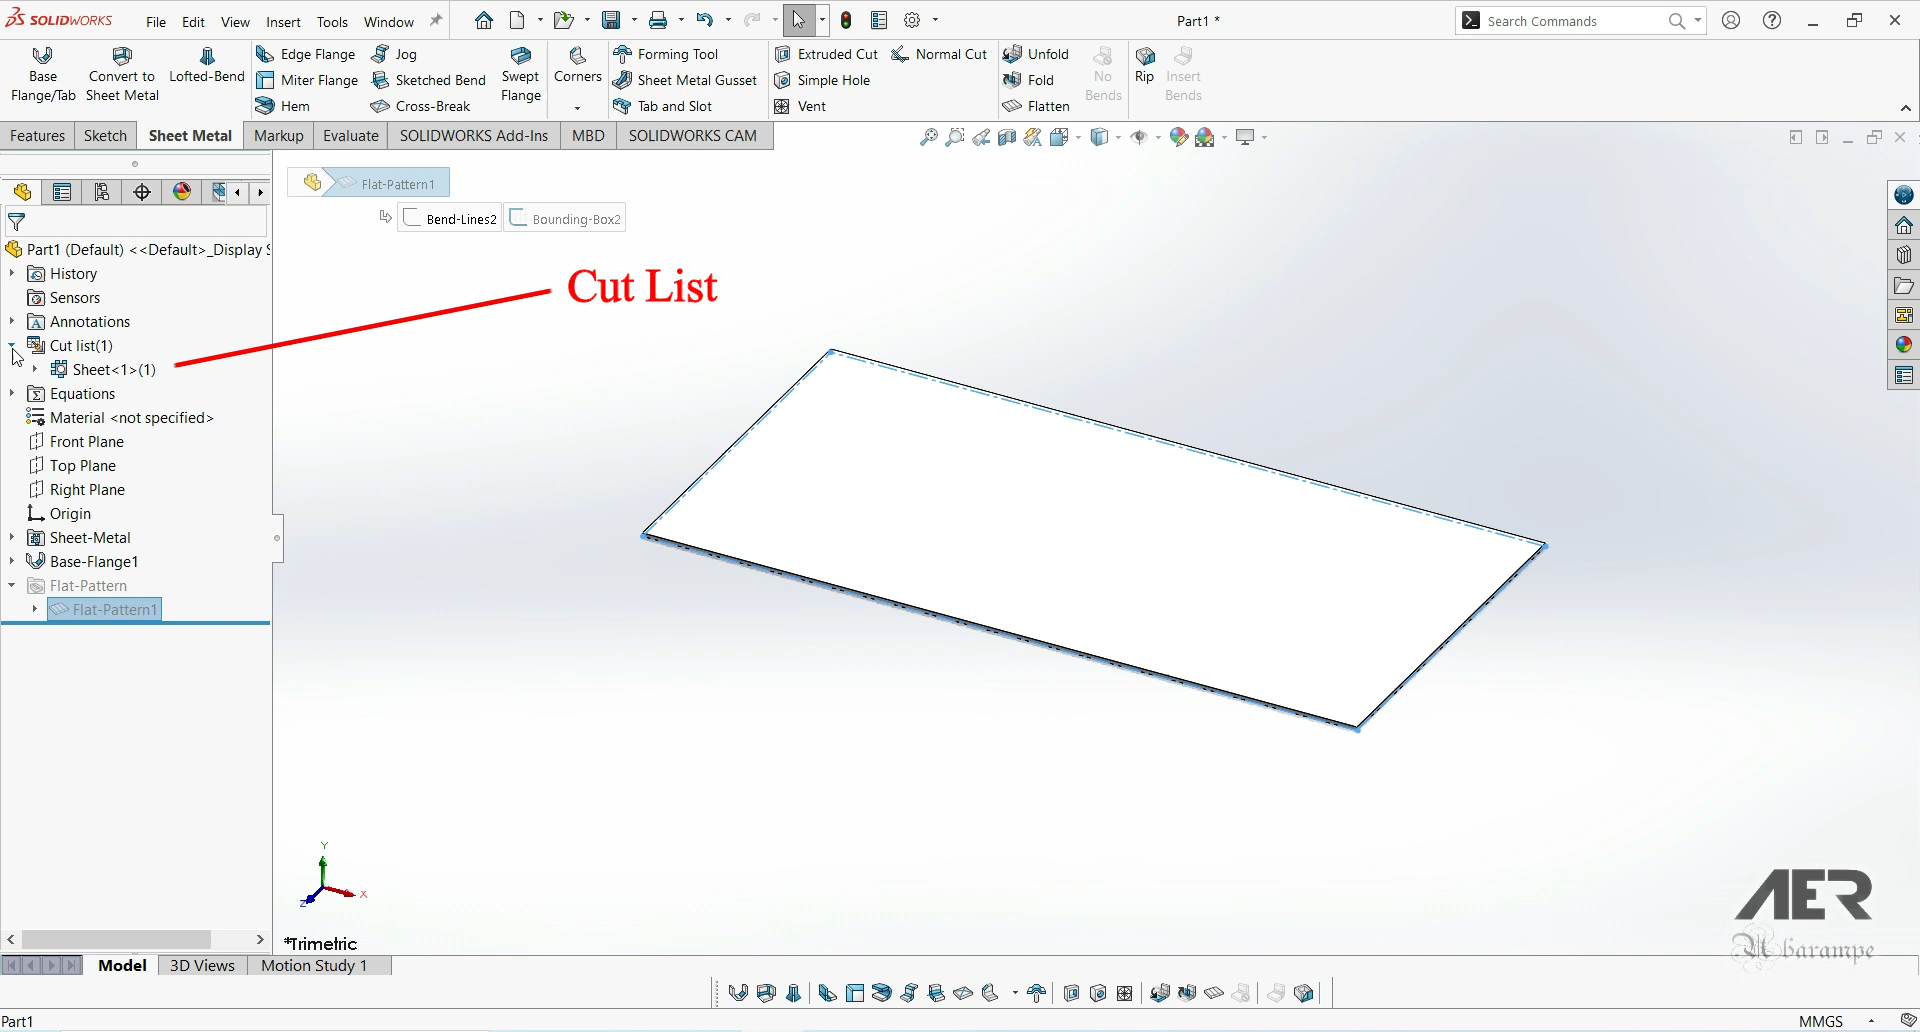 SOLIDWORKS File Edit View Insert Tools Window Part1 * Search Commands
Base Flange/Tab
Convert to Sheet Metal
Lofted-Bend
Edge Flange
Miter Flange
Hem
Jog
Sketched Bend
Cross-Break
Swept Flange
Corners
Forming Tool
Sheet Metal Gusset
Tab and Slot
Extruded Cut
Simple Hole
Vent
Normal Cut
Unfold
Fold
Flatten
No Bends
Rip
Insert Bends
Features Sketch Sheet Metal Markup Evaluate SOLIDWORKS Add-Ins MBD SOLIDWORKS CAM
Flat-Pattern1
Bend-Lines2 Bounding-Box2
Part1 (Default) <<Default>_Display S
History
Sensors
Annotations
Cut list(1)
Sheet<1>(1)
Equations
Material <not specified>
Front Plane
Top Plane
Right Plane
Origin
Sheet-Metal
Base-Flange1
Flat-Pattern
Flat-Pattern1
Cut List
Y
X
Z
*Trimetric
AER
Abarampe
Model 3D Views Motion Study 1
Part1 MMGS